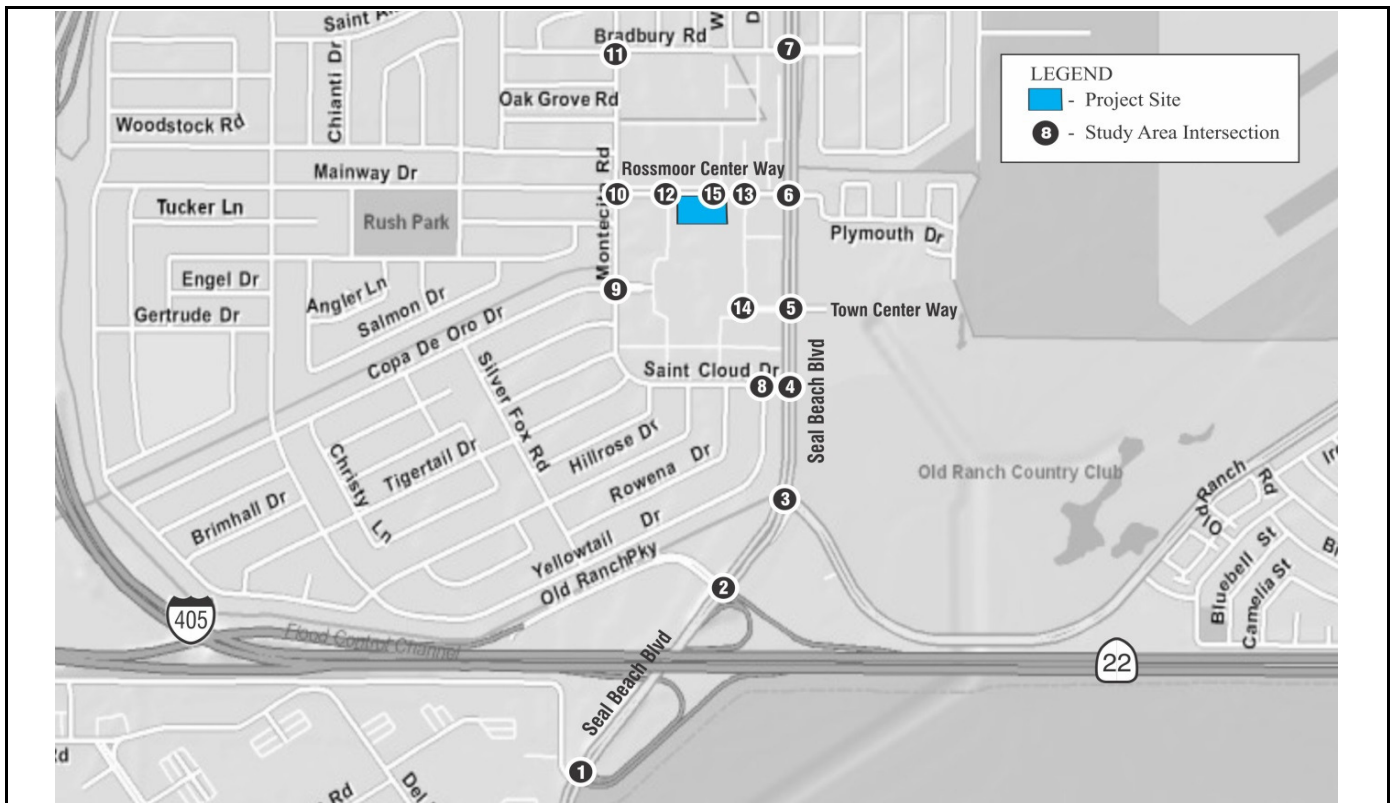 Saint
Bradbury Rd
W
D
11
7
Chianti Dr
Oak Grove Rd
Woodstock Rd
LEGEND
- Project Site
8 - Study Area Intersection
Mainway Dr
Montecito Rd
Rossmoor Center Way
10
12
15
13
6
Tucker Ln
Rush Park
Plymouth Dr
Engel Dr
Angler Ln
9
Gertrude Dr
Salmon Dr
14
5
Town Center Way
Copa De Oro Dr
Silver Fox Rd
Saint Cloud Dr
8
4
Seal Beach Blvd
Christy Ln
Tigertail Dr
Hillrose Dr
Rowena Dr
Old Ranch Country Club
Old Ranch Rd
Brimhall Dr
3
Yellowtail Dr
Old Ranch Pky
2
Bluebell St
Camelia St
405
Flood Control Channel
22
Seal Beach Blvd
1
Rd
Rd